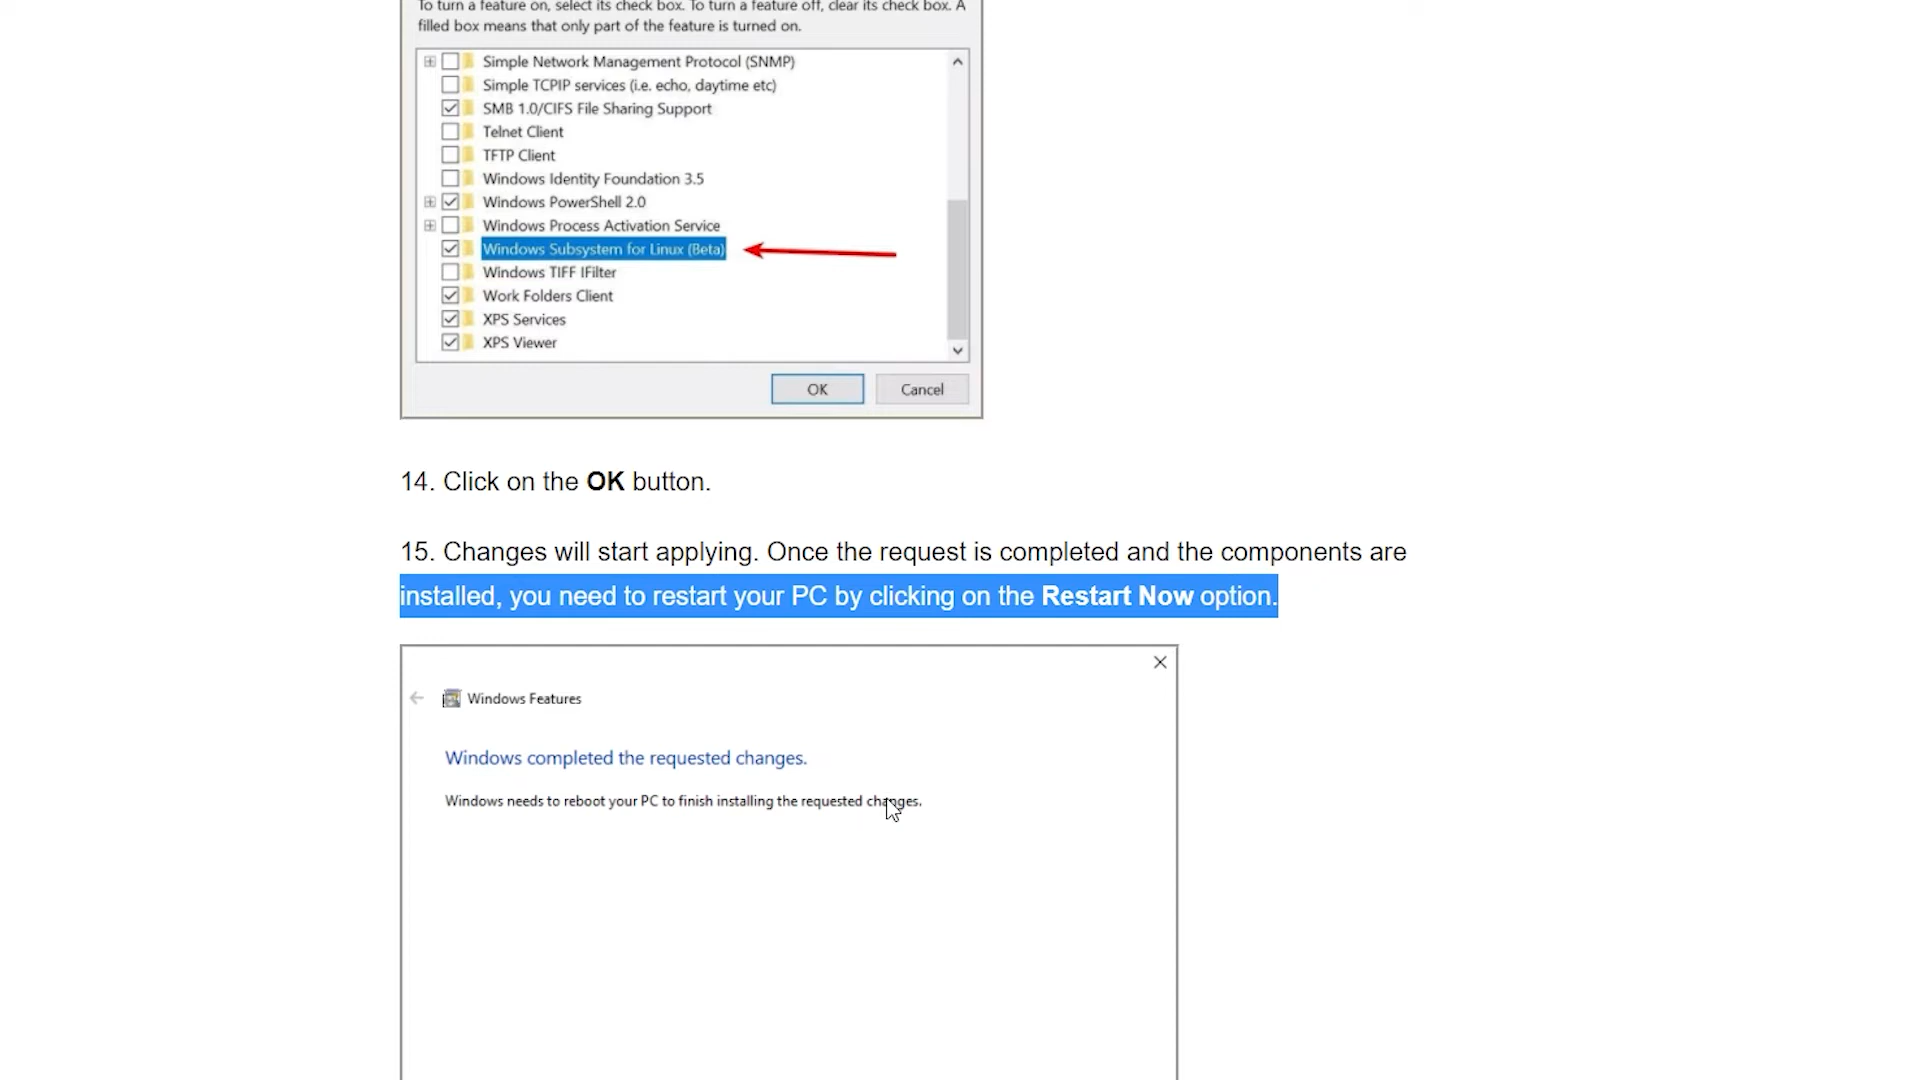 To turn a feature on, select its check box. To turn a feature off, clear its check box. A
filled box means that only part of the feature is turned on.
Simple Network Management Protocol (SNMP)
Simple TCPIP services (i.e. echo, daytime etc)
SMB 1.0/CIFS File Sharing Support
Telnet Client
TFTP Client
Windows Identity Foundation 3.5
Windows PowerShell 2.0
Windows Process Activation Service
Windows Subsystem for Linux (Beta)
Windows TIFF IFilter
Work Folders Client
XPS Services
XPS Viewer
OK Cancel
14. Click on the OK button.
15. Changes will start applying. Once the request is completed and the components are
installed, you need to restart your PC by clicking on the Restart Now option.
Windows Features
Windows completed the requested changes.
Windows needs to reboot your PC to finish installing the requested changes.